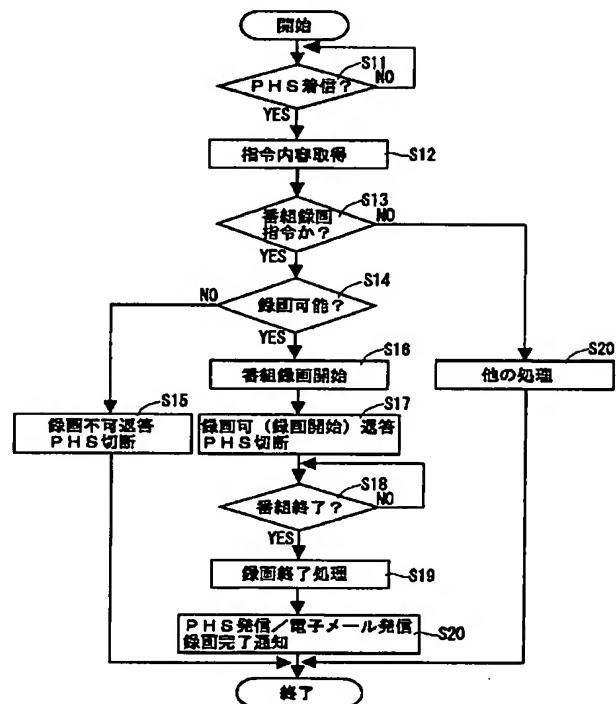 開始
S11
PHS着信?
NO
YES
指令内容取得
S12
S13
番組録画
指令か?
NO
YES
S14
NO
録画可能?
YES
S16
番組録画開始
S20
他の処理
S15
録画不可返答
PHS切断
S17
録画可(録画開始)返答
PHS切断
S18
番組終了?
NO
YES
録画終了処理
S19
PHS発信/電子メール発信
録画完了通知
S20
終了